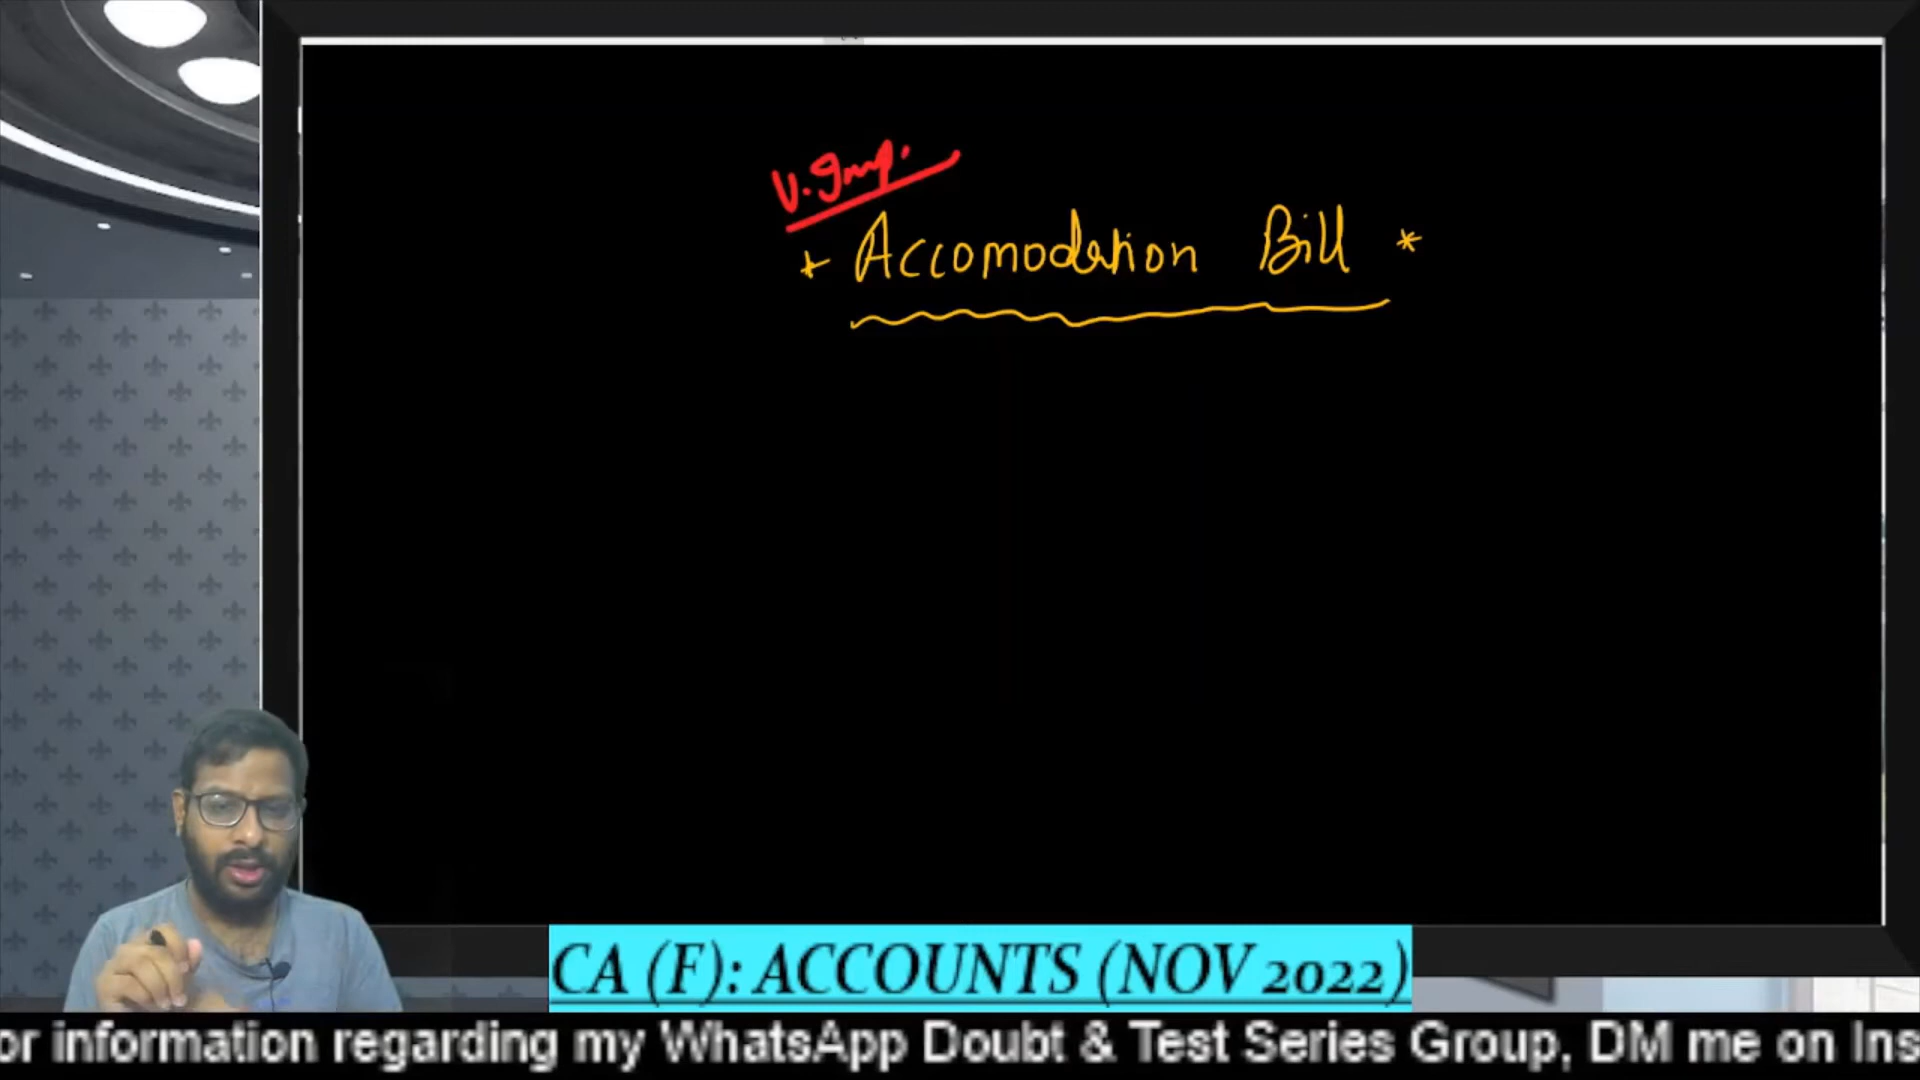 V. Imp.
* Accomodation Bill *
CA (F): ACCOUNTS (NOV 2022)
or information regarding my WhatsApp Doubt & Test Series Group, DM me on Ins